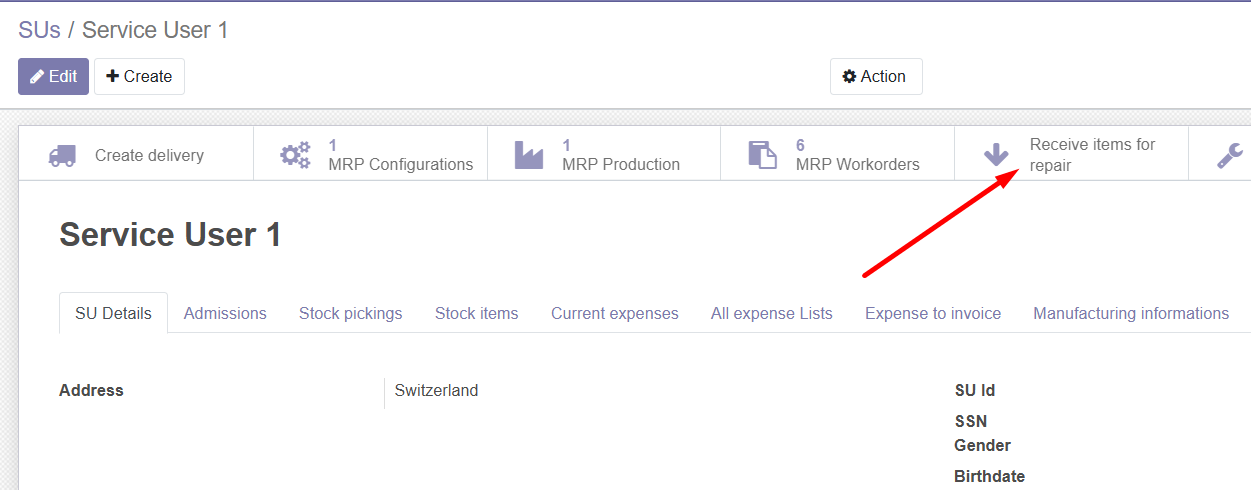 SUs / Service User 1
Edit
Create
Action
Create delivery
1
MRP Configurations
1
MRP Production
6
MRP Workorders
Receive items for
repair
Service User 1
SU Details
Admissions
Stock pickings
Stock items
Current expenses
All expense Lists
Expense to invoice
Manufacturing informations
Address
Switzerland
SU Id
SSN
Gender
Birthdate